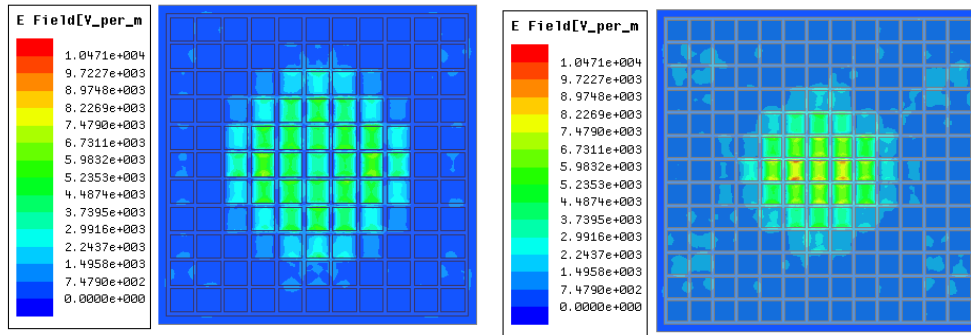 E Field[V_per_m
1.0471e+004
9.7227e+003
8.9748e+003
8.2269e+003
7.4790e+003
6.7311e+003
5.9832e+003
5.2353e+003
4.4874e+003
3.7395e+003
2.9916e+003
2.2437e+003
1.4958e+003
7.4790e+002
0.0000e+000
E Field[V_per_m
1.0471e+004
9.7227e+003
8.9748e+003
8.2269e+003
7.4790e+003
6.7311e+003
5.9832e+003
5.2353e+003
4.4874e+003
3.7395e+003
2.9916e+003
2.2437e+003
1.4958e+003
7.4790e+002
0.0000e+000